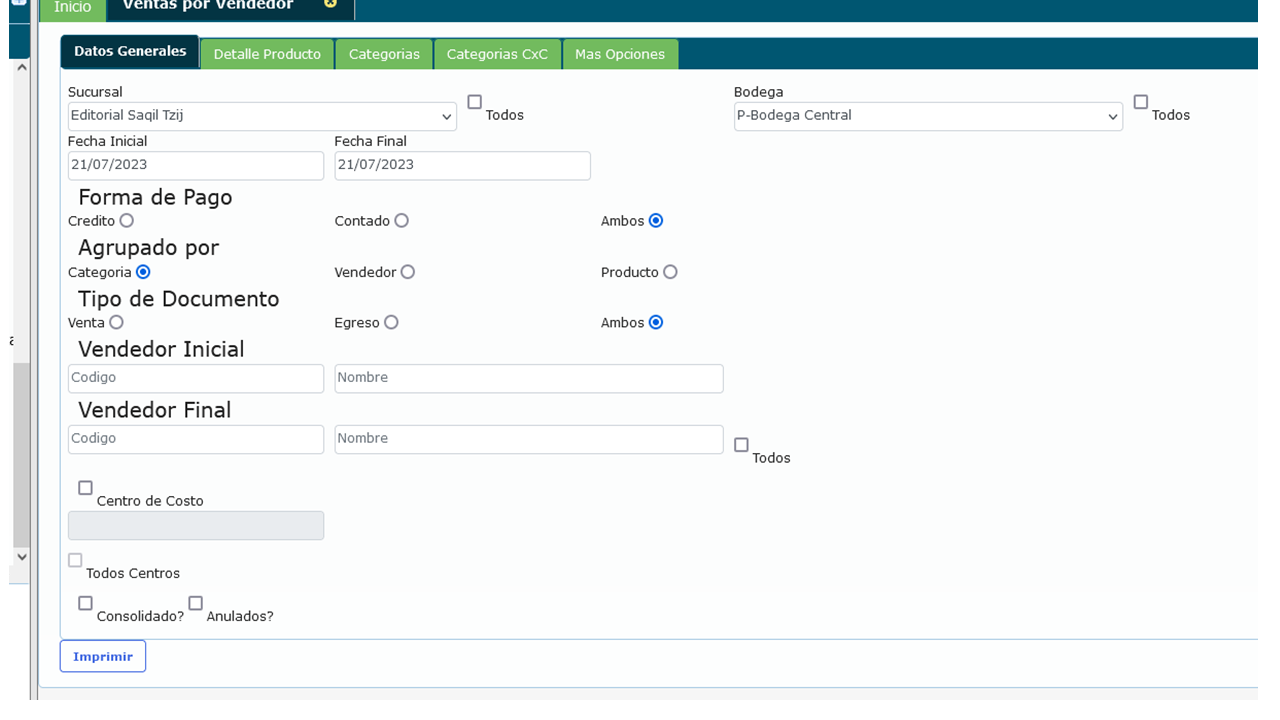 Inicio Ventas por Vendedor
Datos Generales Detalle Producto Categorias Categorias CxC Mas Opciones
Sucursal Bodega
Editorial Saqil Tzij Todos P-Bodega Central Todos
Fecha Inicial Fecha Final
21/07/2023 21/07/2023
Forma de Pago
Credito Contado Ambos
Agrupado por
Categoria Vendedor Producto
Tipo de Documento
Venta Egreso Ambos
Vendedor Inicial
Codigo Nombre
Vendedor Final
Codigo Nombre Todos
Centro de Costo
Todos Centros
Consolidado? Anulados?
Imprimir